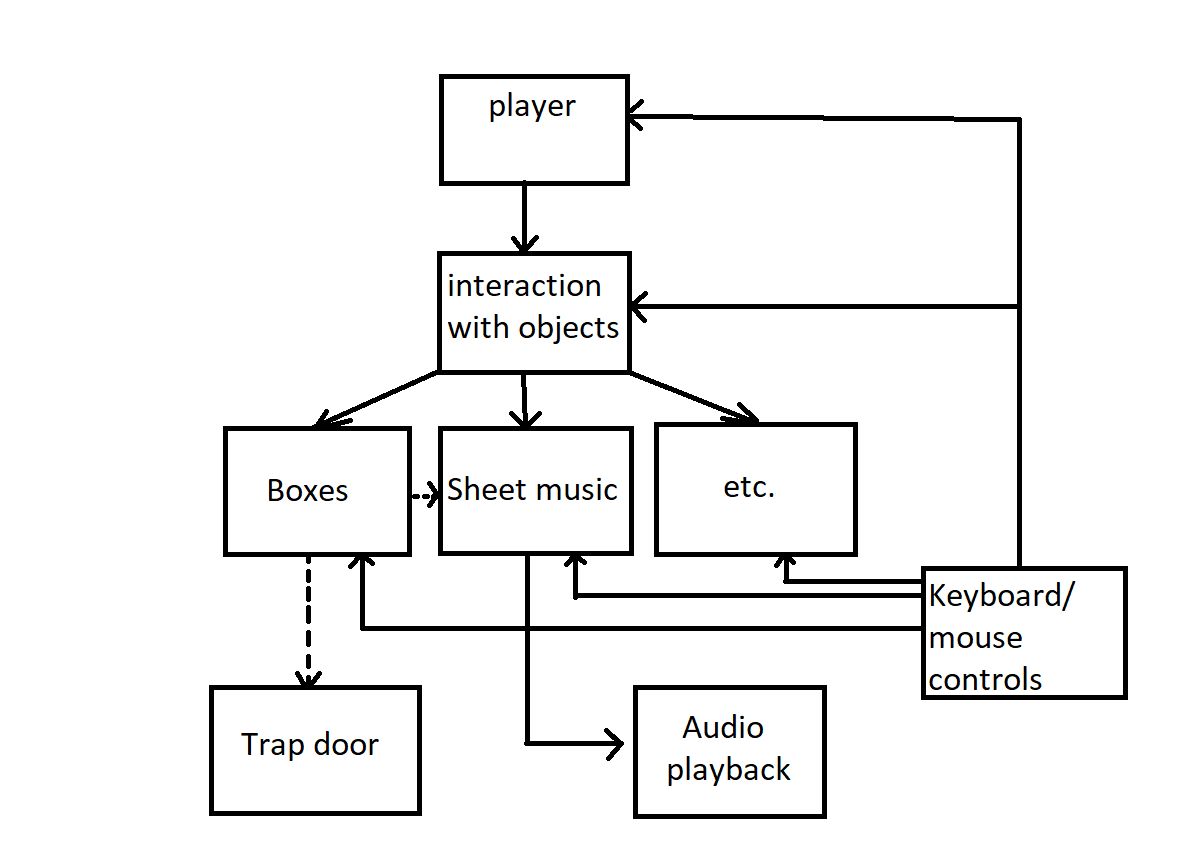 player
interaction
with objects
Boxes
Sheet music
etc.
Keyboard/
mouse
controls
Trap door
Audio
playback